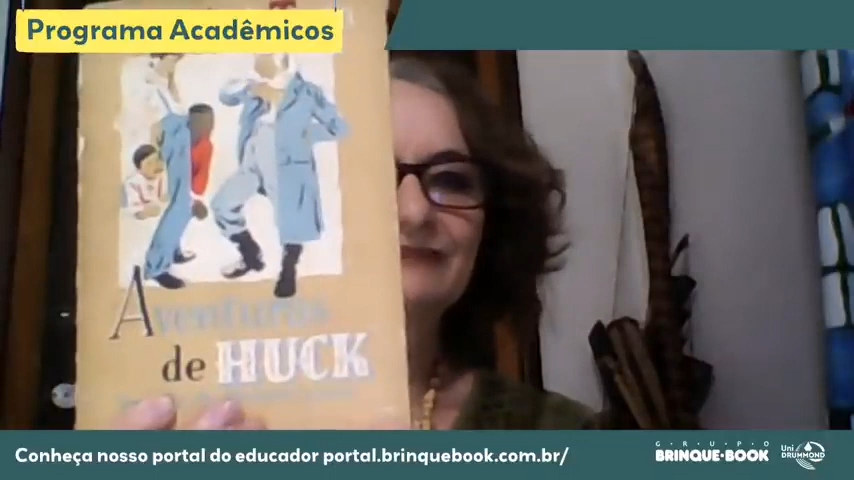 Programa Acadêmicos
Aventuras
de HUCK
Conheça nosso portal do educador portal.brinquebook.com.br/
GRUPO
BRINQUE-BOOK
Uni
DRUMMOND